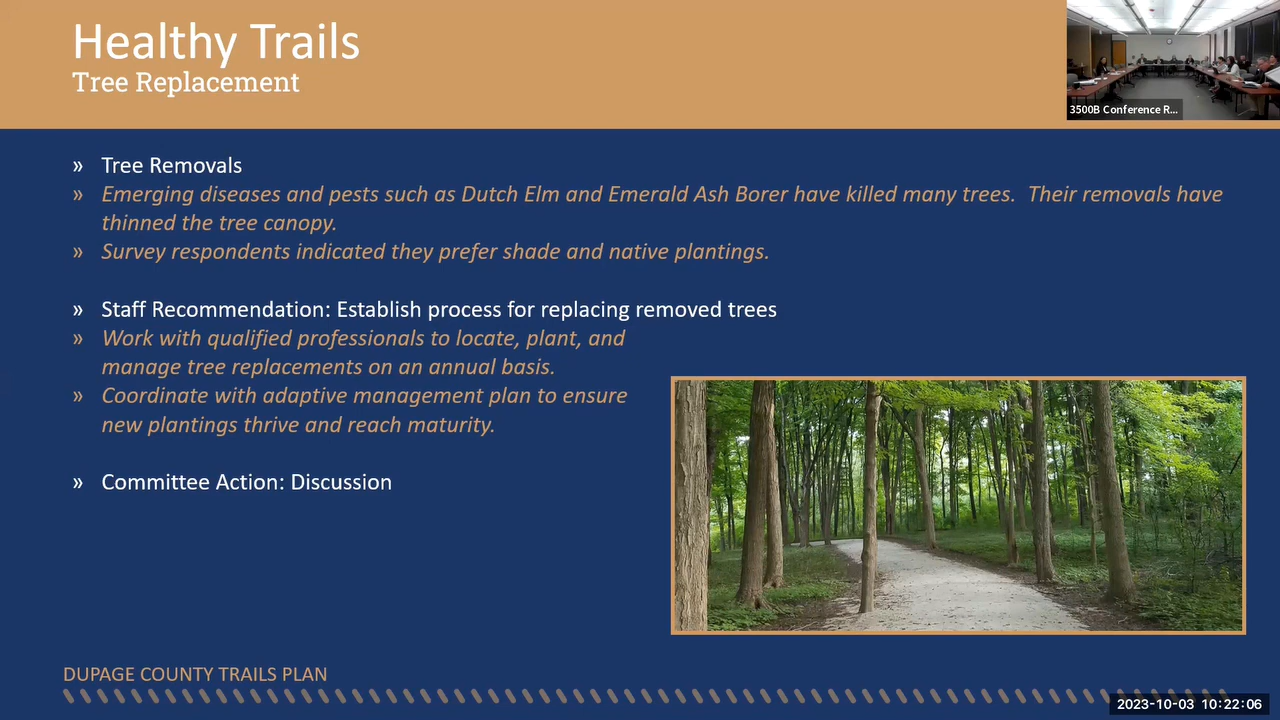 Healthy Trails
Tree Replacement
3500B Conference R...
» Tree Removals
» Emerging diseases and pests such as Dutch Elm and Emerald Ash Borer have killed many trees.  Their removals have
thinned the tree canopy.
» Survey respondents indicated they prefer shade and native plantings.
» Staff Recommendation: Establish process for replacing removed trees
» Work with qualified professionals to locate, plant, and
manage tree replacements on an annual basis.
» Coordinate with adaptive management plan to ensure
new plantings thrive and reach maturity.
» Committee Action: Discussion
DUPAGE COUNTY TRAILS PLAN
2023-10-03 10:22:06